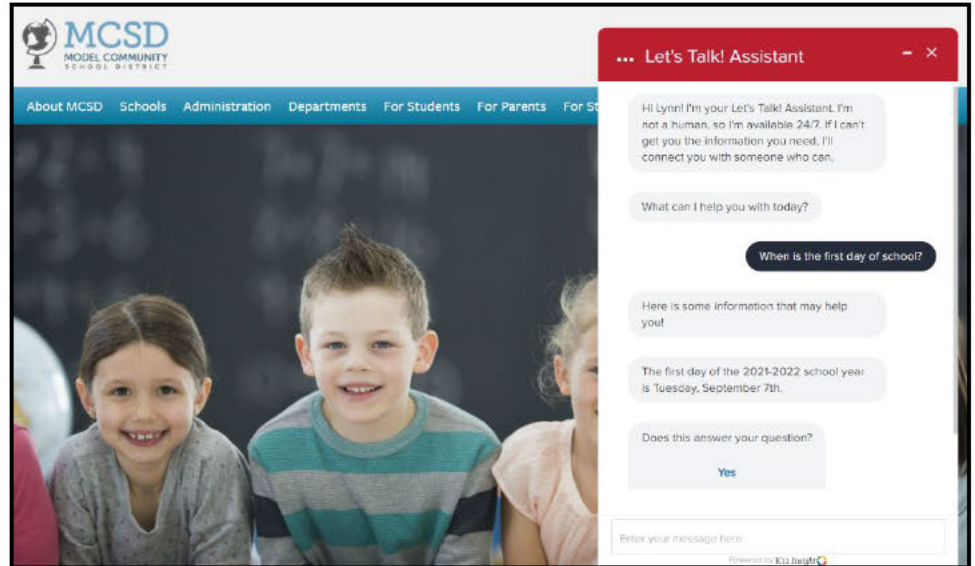 MCSD
MODEL COMMUNITY
SCHOOL DISTRICT
... Let's Talk! Assistant
About MCSD Schools Administration Departments For Students For Parents For St
Hi Lynn! I'm your Let's Talk! Assistant. I'm
not a human, so I'm available 24/7. If I can't
get you the information you need, I'll
connect you with someone who can.
What can I help you with today?
When is the first day of school?
Here is some information that may help
you!
The first day of the 2021-2022 school year
is Tuesday, September 7th.
Does this answer your question?
Yes
Enter your message here
Powered by K12 Insight